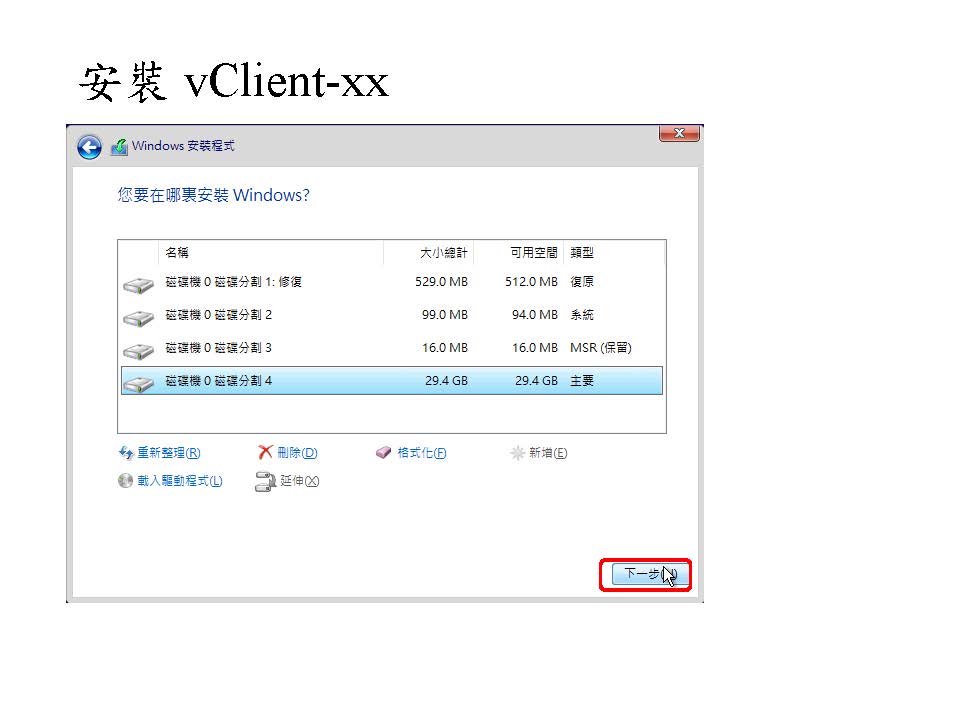 安裝 vClient-xx
Windows 安裝程式
您要在哪裏安裝 Windows?
名稱 大小總計 可用空間 類型
磁碟機 0 磁碟分割 1: 修復 529.0 MB 512.0 MB 復原
磁碟機 0 磁碟分割 2 99.0 MB 94.0 MB 系統
磁碟機 0 磁碟分割 3 16.0 MB 16.0 MB MSR (保留)
磁碟機 0 磁碟分割 4 29.4 GB 29.4 GB 主要
重新整理(R) 刪除(D) 格式化(F) 新增(E)
載入驅動程式(L) 延伸(X)
下一步